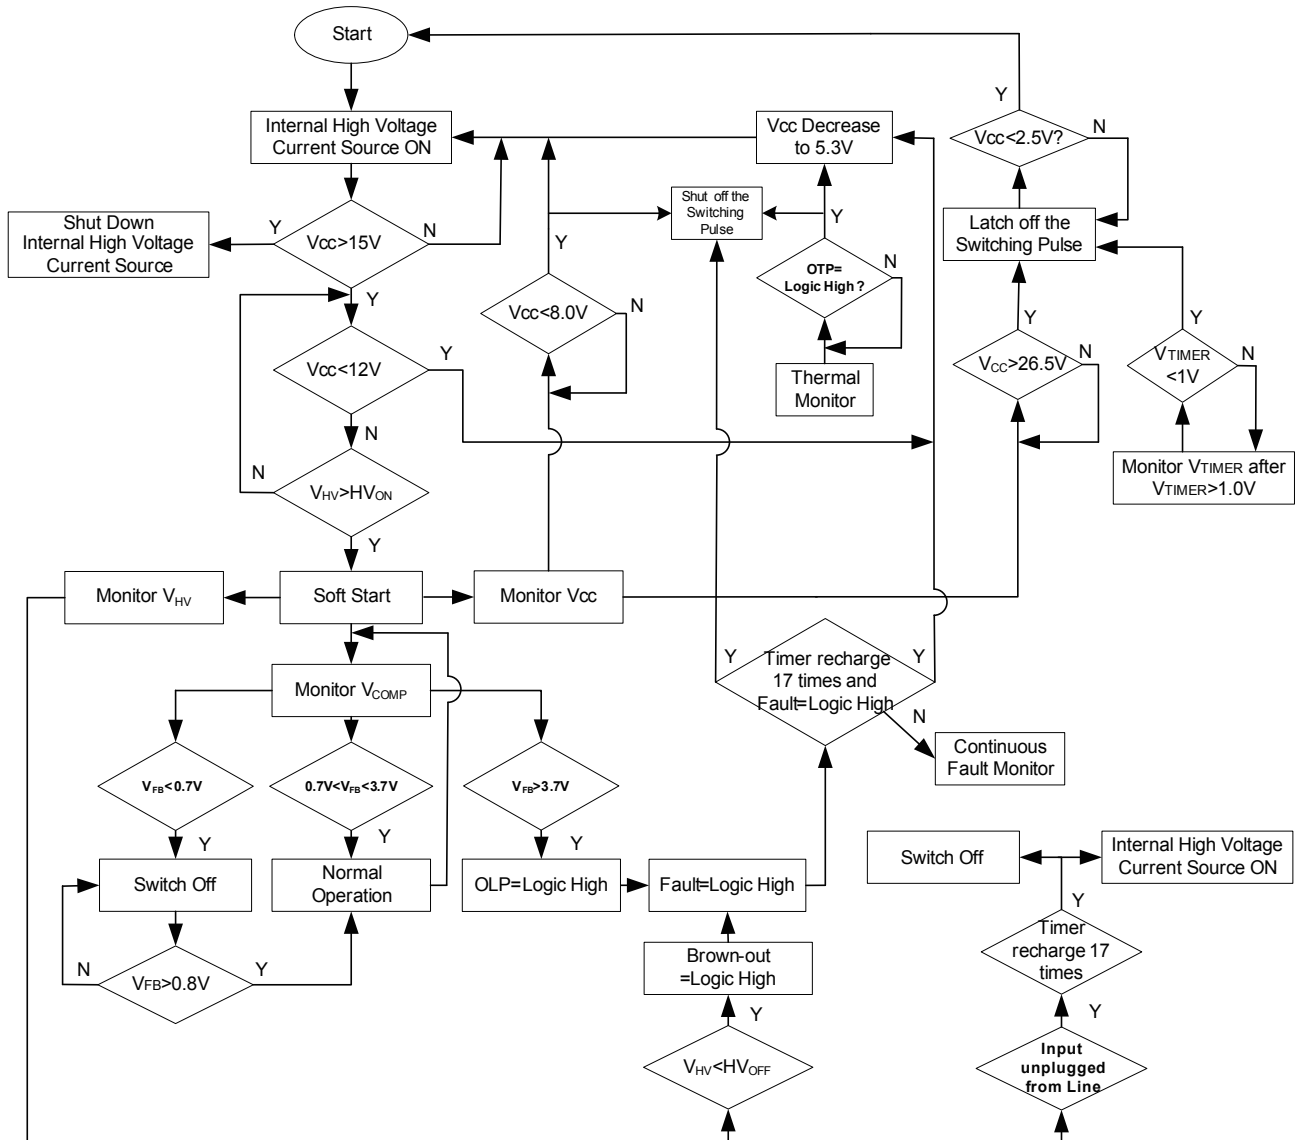 Start
Internal High Voltage
Current Source ON
Vcc Decrease
to 5.3V
Y
Vcc<2.5V?
N
Shut off the
Switching
Pulse
Y
Latch off the
Switching Pulse
Shut Down
Internal High Voltage
Current Source
Y
Vcc>15V
N
Y
OTP=
Logic High ?
N
Y
Vcc<8.0V
N
Y
Vcc<12V
Y
Thermal
Monitor
Y
VCC>26.5V
N
Y
VTIMER
<1V
N
N
N
VHV>HVON
Y
Monitor VTIMER after
VTIMER>1.0V
Monitor VHV
Soft Start
Monitor Vcc
Y
Timer recharge
17 times and
Fault=Logic High
Y
N
Continuous
Fault Monitor
Monitor VCOMP
VFB<0.7V
0.7V<VFB<3.7V
VFB>3.7V
Y
Y
Y
Switch Off
Normal
Operation
OLP=Logic High
Fault=Logic High
Switch Off
Internal High Voltage
Current Source ON
Y
N
VFB>0.8V
Y
Brown-out
=Logic High
Timer
recharge 17
times
Y
Y
VHV<HVOFF
Input
unplugged
from Line